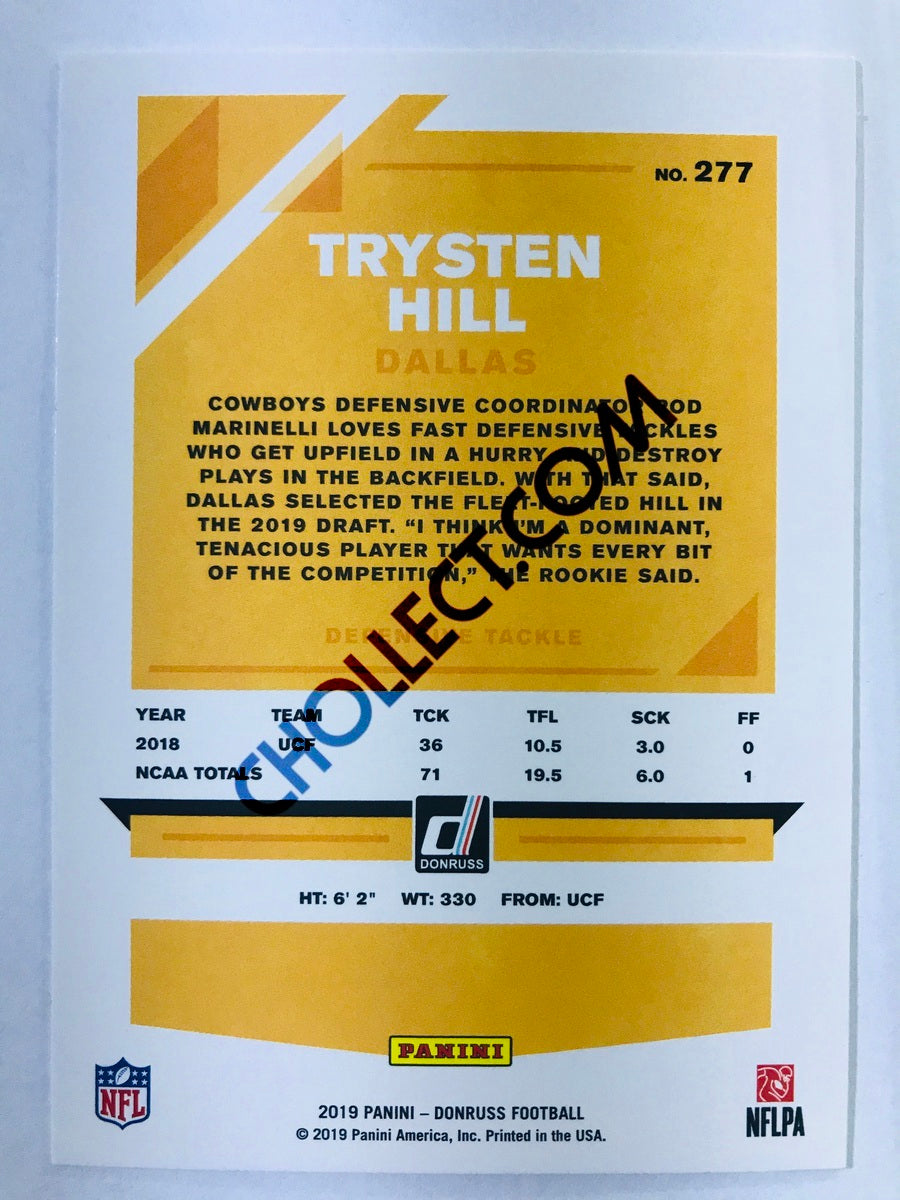 NO. 277
TRYSTEN
HILL
DALLAS
COWBOYS DEFENSIVE COORDINATOR ROD
MARINELLI LOVES FAST DEFENSIVE TACKLES
WHO GET UPFIELD IN A HURRY AND DESTROY
PLAYS IN THE BACKFIELD. WITH THAT SAID,
DALLAS SELECTED THE FLEET-FOOTED HILL IN
THE 2019 DRAFT. “I THINK I'M A DOMINANT,
TENACIOUS PLAYER THAT WANTS EVERY BIT
OF THE COMPETITION,” THE ROOKIE SAID.
DEFENSIVE TACKLE
CHOLLECT.COM
YEAR TEAM TCK TFL SCK FF
2018 UCF 36 10.5 3.0 0
NCAA TOTALS 71 19.5 6.0 1
d
DONRUSS
HT: 6' 2" WT: 330 FROM: UCF
PANINI
NFL
NFLPA
2019 PANINI – DONRUSS FOOTBALL
© 2019 Panini America, Inc. Printed in the USA.